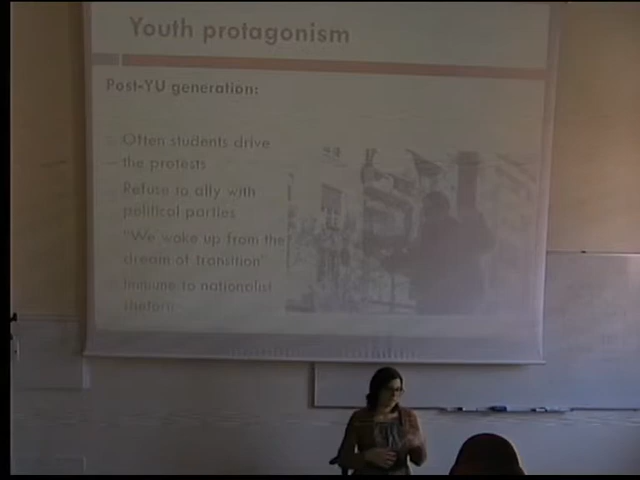 Youth protagonism
Post-YU generation:
Often students drive
the protests
Refuse to ally with
political parties
"We woke up from the
dream of transition"
Immune to nationalist
rhetoric